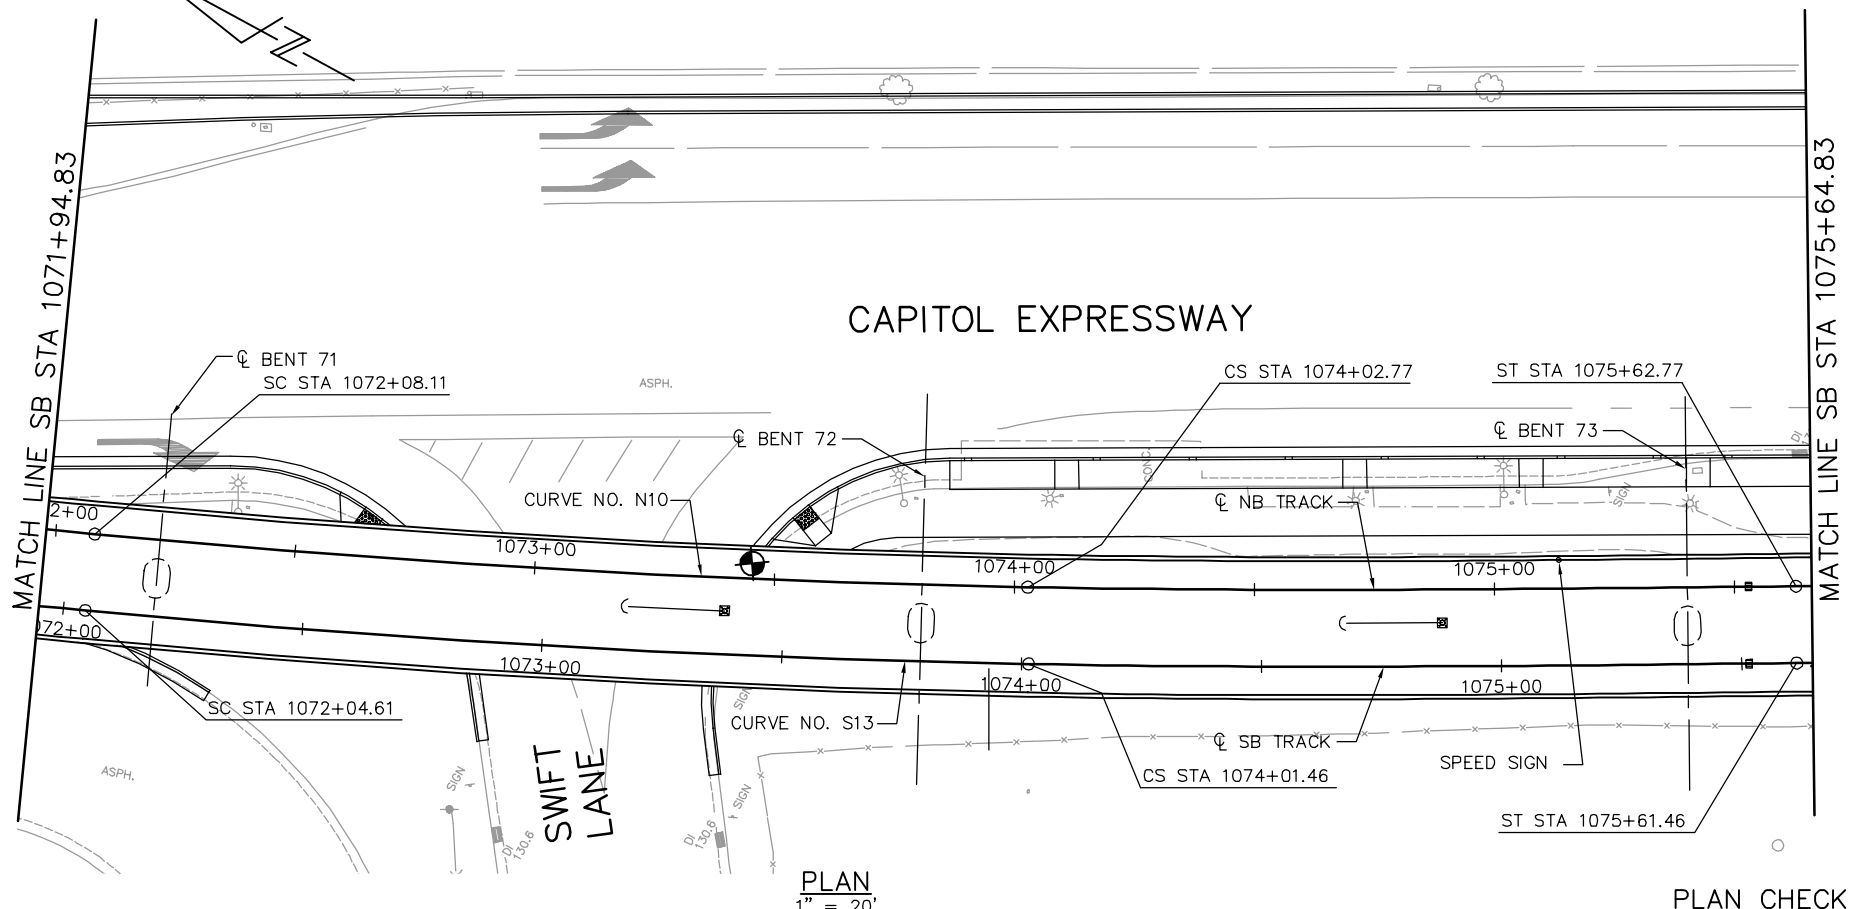 MATCH LINE SB STA 1071+94.83
MATCH LINE SB STA 1075+64.83
CAPITOL EXPRESSWAY
℄ BENT 71
SC STA 1072+08.11
ASPH.
CS STA 1074+02.77
ST STA 1075+62.77
℄ BENT 72
℄ BENT 73
DI
CONC.
SIGN
CURVE NO. N10
℄ NB TRACK
2+00
1073+00
1074+00
1075+00
072+00
1073+00
1074+00
1075+00
SC STA 1072+04.61
CURVE NO. S13
SIGN
℄ SB TRACK
SPEED SIGN
CS STA 1074+01.46
ASPH.
SIGN
SWIFT
LANE
SIGN
DI
130.6
DI
130.6
ST STA 1075+61.46
PLAN
1" = 20'
PLAN CHECK